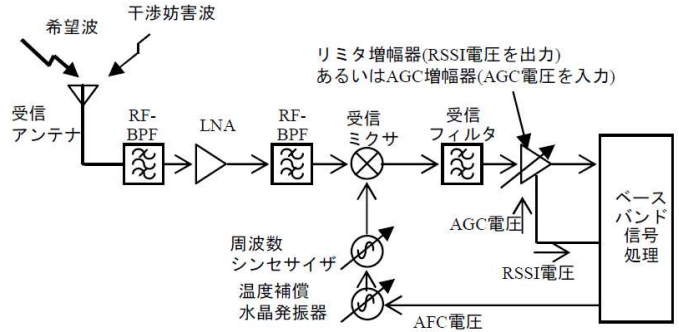 希望波
干渉妨害波
リミタ増幅器(RSSI電圧を出力)
あるいはAGC増幅器(AGC電圧を入力)
受信
アンテナ
RF-
BPF
LNA
RF-
BPF
受信
ミクサ
受信
フィルタ
ベース
バンド
信号
処理
AGC電圧
RSSI電圧
周波数
シンセサイザ
温度補償
水晶発振器
AFC電圧